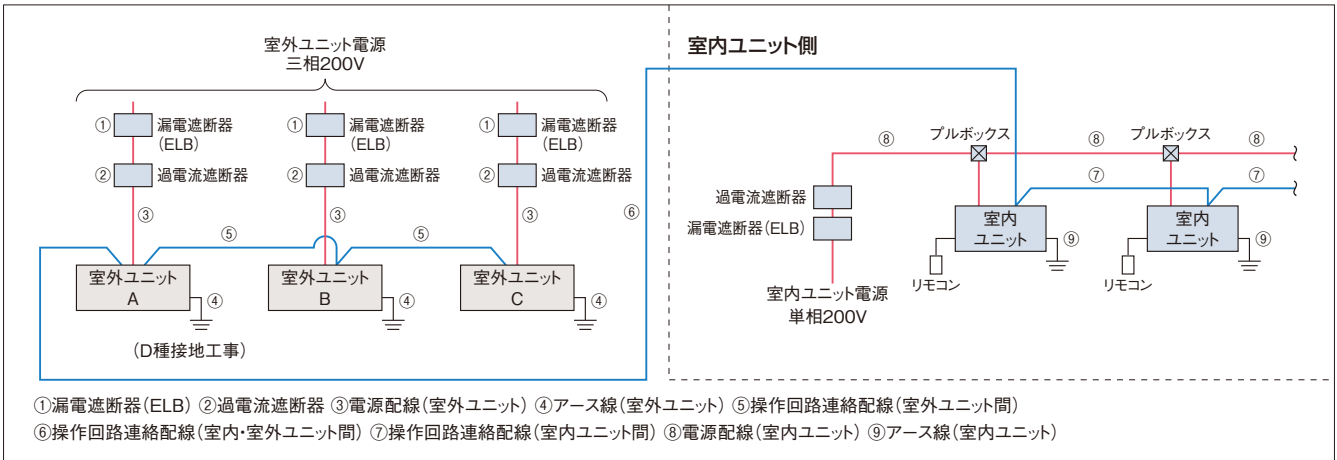 室外ユニット電源
三相200V
① 漏電遮断器
(ELB)
② 過電流遮断器
③
① 漏電遮断器
(ELB)
② 過電流遮断器
③
① 漏電遮断器
(ELB)
② 過電流遮断器
③
⑤
⑤
⑥
室外ユニット
A
④
室外ユニット
B
④
室外ユニット
C
④
(D種接地工事)
室内ユニット側
⑧
プルボックス
⑧
プルボックス
⑧
⑦
⑦
過電流遮断器
漏電遮断器(ELB)
室内ユニット電源
単相200V
室内
ユニット
⑨
リモコン
室内
ユニット
⑨
リモコン
①漏電遮断器(ELB) ②過電流遮断器 ③電源配線(室外ユニット) ④アース線(室外ユニット) ⑤操作回路連絡配線(室外ユニット間)
⑥操作回路連絡配線(室内・室外ユニット間) ⑦操作回路連絡配線(室内ユニット間) ⑧電源配線(室内ユニット) ⑨アース線(室内ユニット)